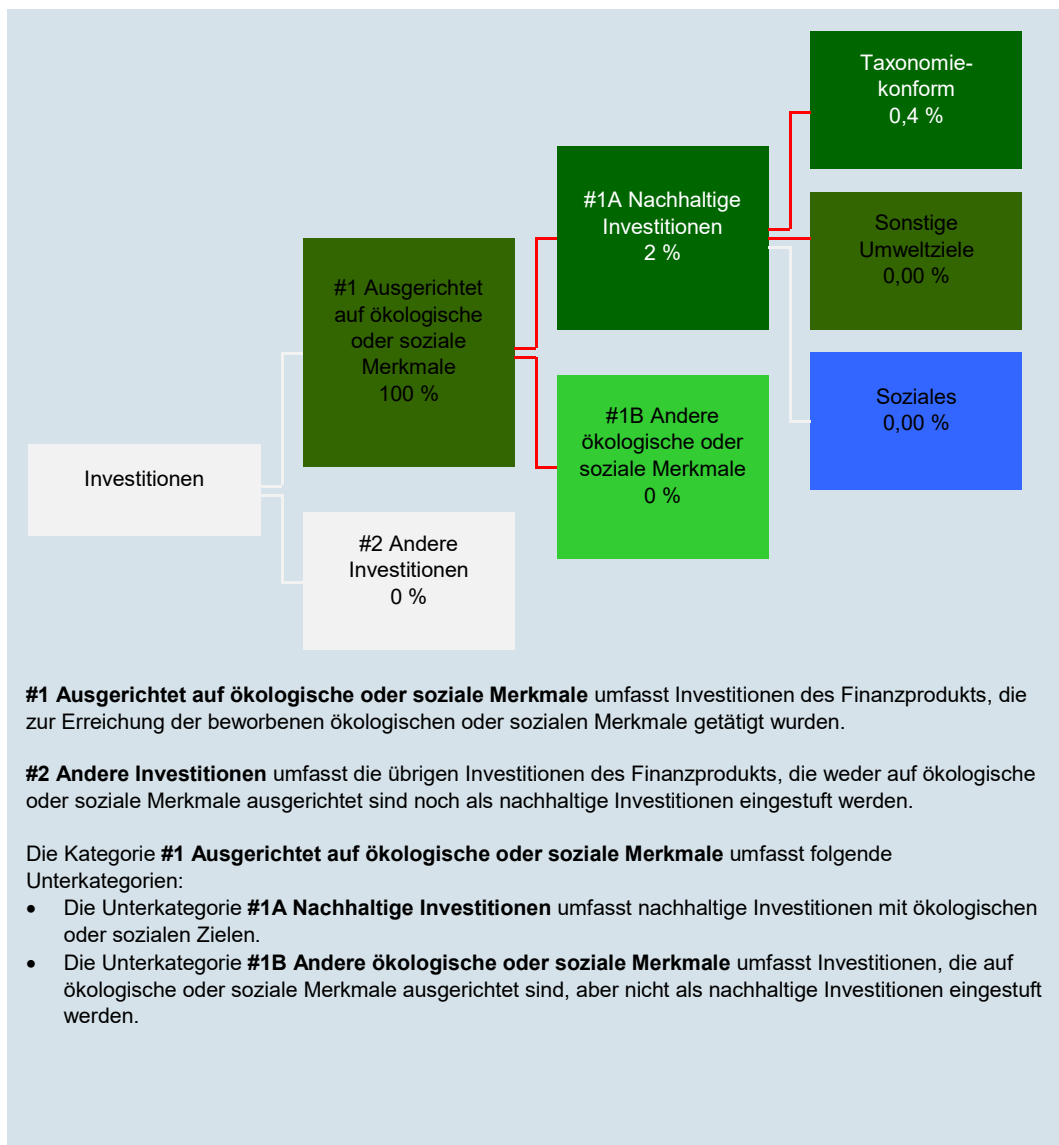 Taxonomie-
konform
0,4 %
#1A Nachhaltige
Investitionen
2 %
Sonstige
Umweltziele
0,00 %
#1 Ausgerichtet
auf ökologische
oder soziale
Merkmale
100 %
Soziales
0,00 %
#1B Andere
ökologische oder
soziale Merkmale
0 %
Investitionen
#2 Andere
Investitionen
0 %
#1 Ausgerichtet auf ökologische oder soziale Merkmale umfasst Investitionen des Finanzprodukts, die
zur Erreichung der beworbenen ökologischen oder sozialen Merkmale getätigt wurden.
#2 Andere Investitionen umfasst die übrigen Investitionen des Finanzprodukts, die weder auf ökologische
oder soziale Merkmale ausgerichtet sind noch als nachhaltige Investitionen eingestuft werden.
Die Kategorie #1 Ausgerichtet auf ökologische oder soziale Merkmale umfasst folgende
Unterkategorien:
• Die Unterkategorie #1A Nachhaltige Investitionen umfasst nachhaltige Investitionen mit ökologischen
oder sozialen Zielen.
• Die Unterkategorie #1B Andere ökologische oder soziale Merkmale umfasst Investitionen, die auf
ökologische oder soziale Merkmale ausgerichtet sind, aber nicht als nachhaltige Investitionen eingestuft
werden.